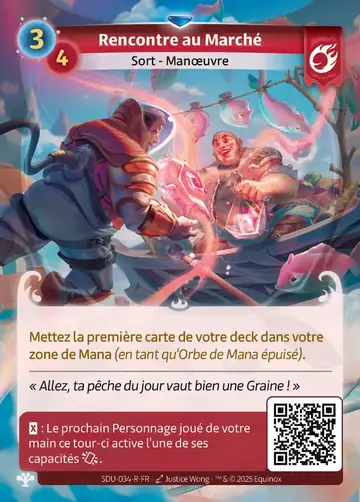 3
4
Rencontre au Marché
Sort - Manœuvre
Mettez la première carte de votre deck dans votre
zone de Mana (en tant qu'Orbe de Mana épuisé).
« Allez, ta pêche du jour vaut bien une Graine ! »
X : Le prochain Personnage joué de votre
main ce tour-ci active l'une de ses
capacités .
SDU-034-R-FR - Justice Wong - ™ & © 2025 Equinox